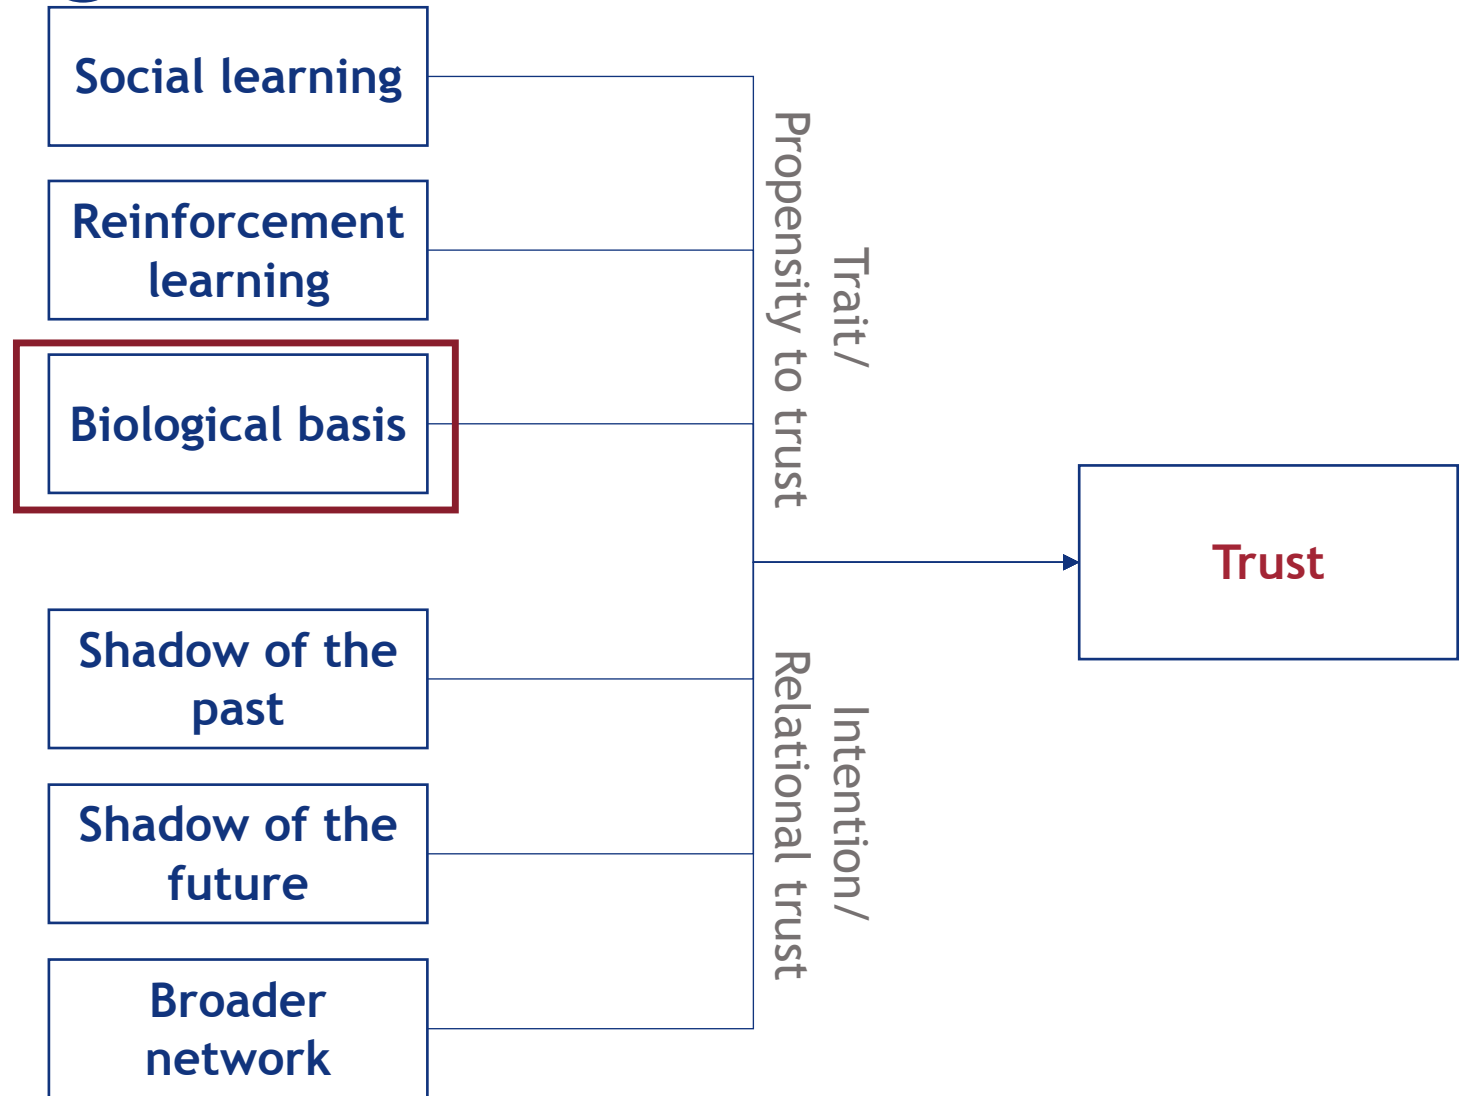 Social learning
Reinforcement
learning
Biological basis
Trait/
Propensity to trust
Trust
Shadow of the
past
Shadow of the
future
Broader
network
Intention/
Relational trust